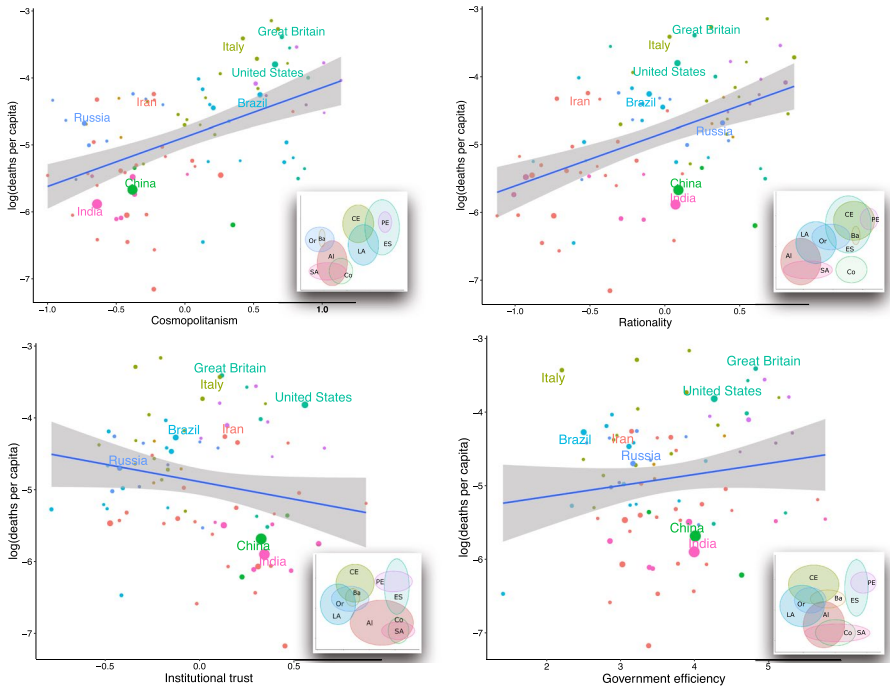 −3
Great Britain
Italy
−4
United States
Brazil
Iran
Russia
−5
China
−6
India
−7
log(deaths per capita)
−1.0
−0.5
0.0
0.5
1.0
Cosmopolitanism
CE
PE
Or
Ba
LA
ES
AI
SA
Co
−3
Great Britain
Italy
−4
United States
Iran
Brazil
Russia
−5
China
−6
India
−7
log(deaths per capita)
−1.0
−0.5
0.0
0.5
Rationality
CE
PE
LA
Or
Ba
ES
AI
SA
Co
−3
Great Britain
Italy
−4
United States
Brazil
Iran
Russia
−5
China
−6
India
−7
log(deaths per capita)
−0.5
0.0
0.5
Institutional trust
CE
PE
Ba
Or
ES
LA
AI
Co
SA
−3
Great Britain
Italy
−4
United States
Brazil
Iran
Russia
−5
China
−6
India
−7
log(deaths per capita)
2
3
4
5
Government efficiency
CE
PE
Or
Ba
ES
LA
AI
Co
SA